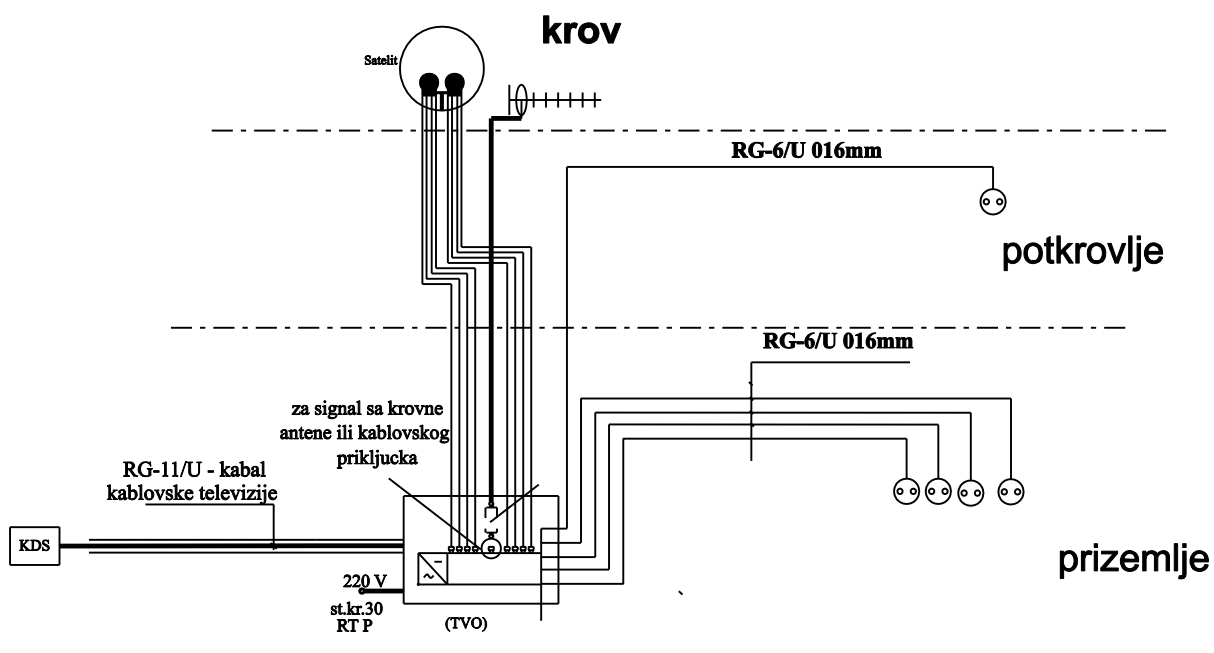 krov
Satelit
RG-6/U 016mm
potkrovlje
RG-6/U 016mm
za signal sa krovne
antene ili kablovskog
prikljucka
RG-11/U - kabal
kablovske televizije
KDS
prizemlje
220 V
st.kr.30
RT P
(TVO)